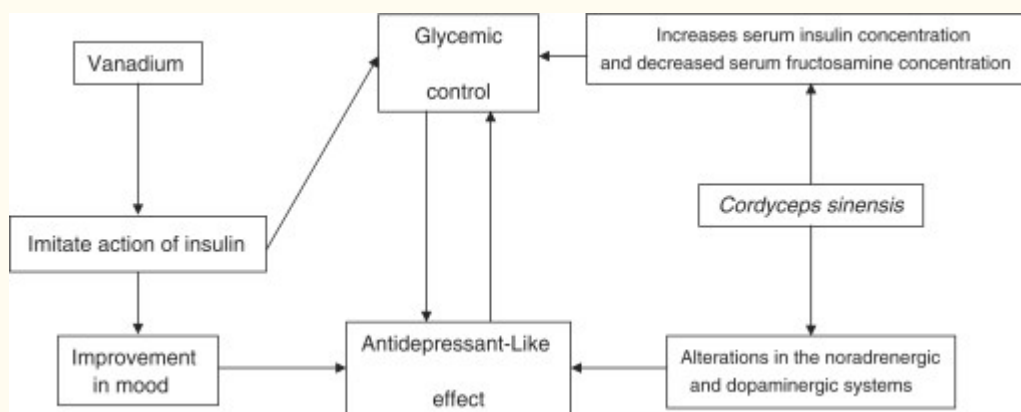 Vanadium
Glycemic
control
Increases serum insulin concentration
and decreased serum fructosamine concentration
Imitate action of insulin
Cordyceps sinensis
Improvement
in mood
Antidepressant-Like
effect
Alterations in the noradrenergic
and dopaminergic systems